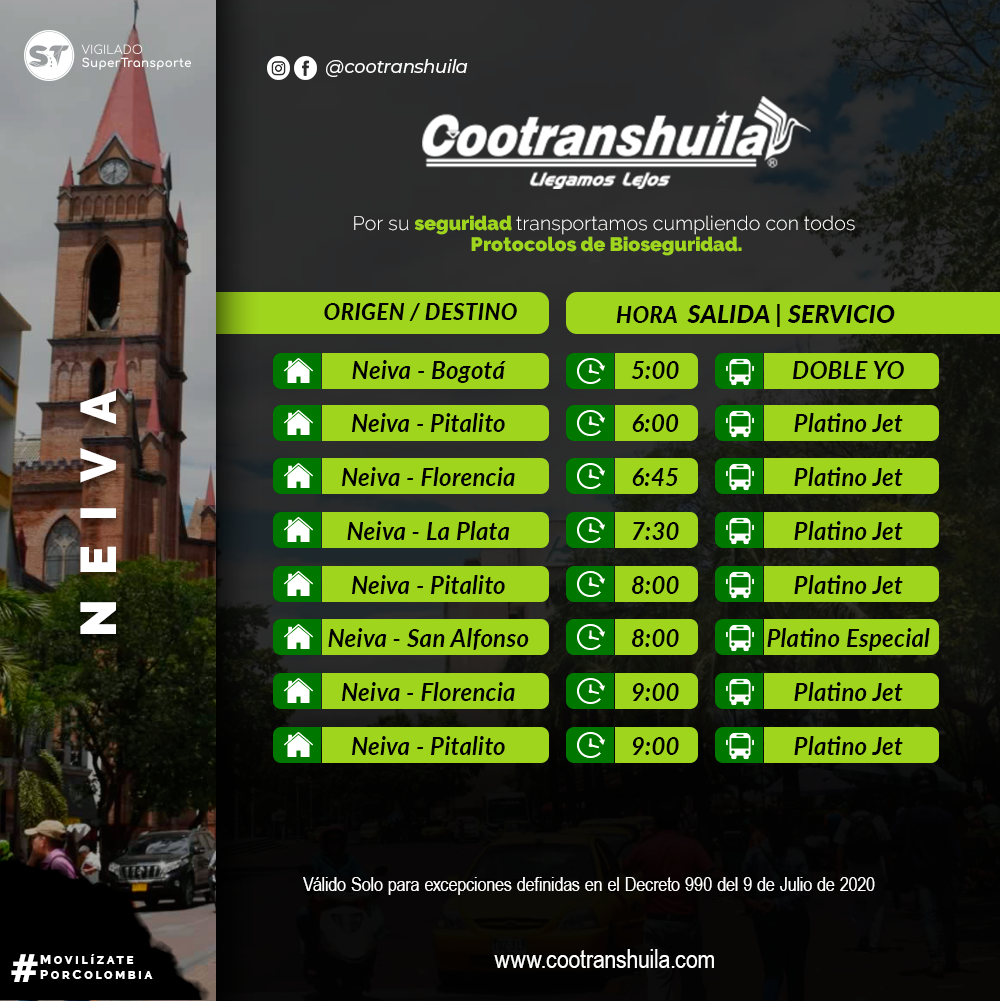 ST
VIGILADO
SuperTransporte
@cootranshuila
Cootranshuila®
Llegamos Lejos
Por su seguridad transportamos cumpliendo con todos
Protocolos de Bioseguridad.
ORIGEN / DESTINO
HORA SALIDA | SERVICIO
Neiva - Bogotá 5:00 DOBLE YO
Neiva - Pitalito 6:00 Platino Jet
Neiva - Florencia 6:45 Platino Jet
Neiva - La Plata 7:30 Platino Jet
Neiva - Pitalito 8:00 Platino Jet
Neiva - San Alfonso 8:00 Platino Especial
Neiva - Florencia 9:00 Platino Jet
Neiva - Pitalito 9:00 Platino Jet
NEIVA
Válido Solo para excepciones definidas en el Decreto 990 del 9 de Julio de 2020
www.cootranshuila.com
#MOVILÍZATE
PORCOLOMBIA